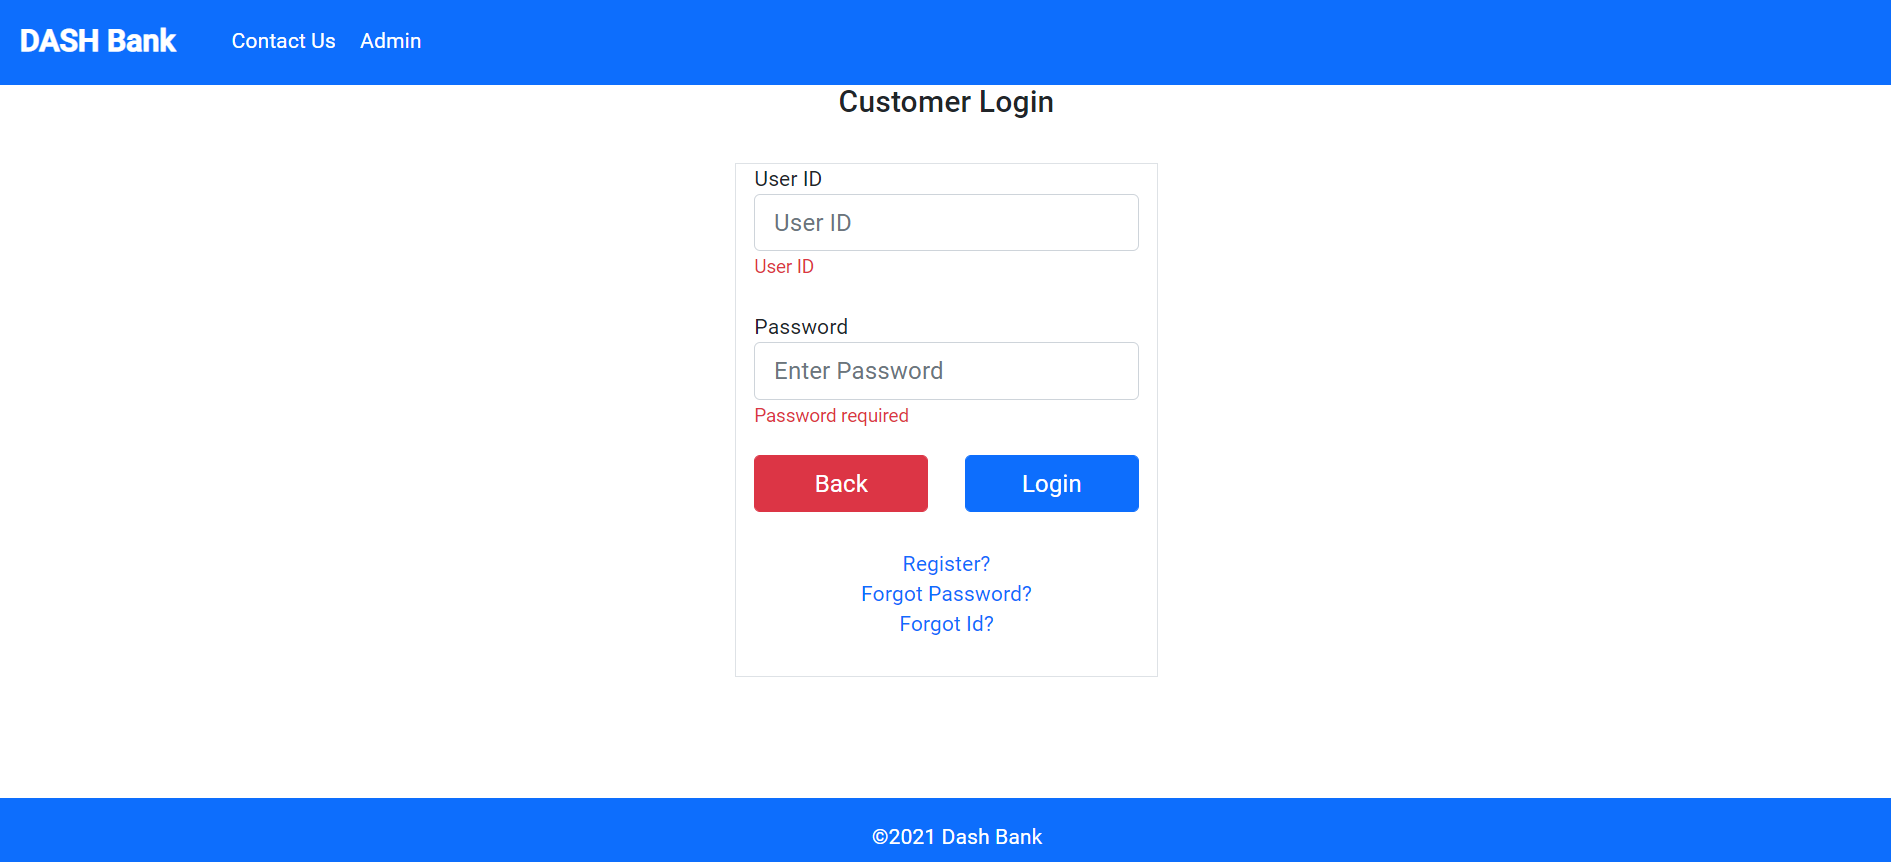 DASH Bank Contact Us Admin
Customer Login
User ID
User ID
User ID
Password
Enter Password
Password required
Back Login
Register?
Forgot Password?
Forgot Id?
©2021 Dash Bank